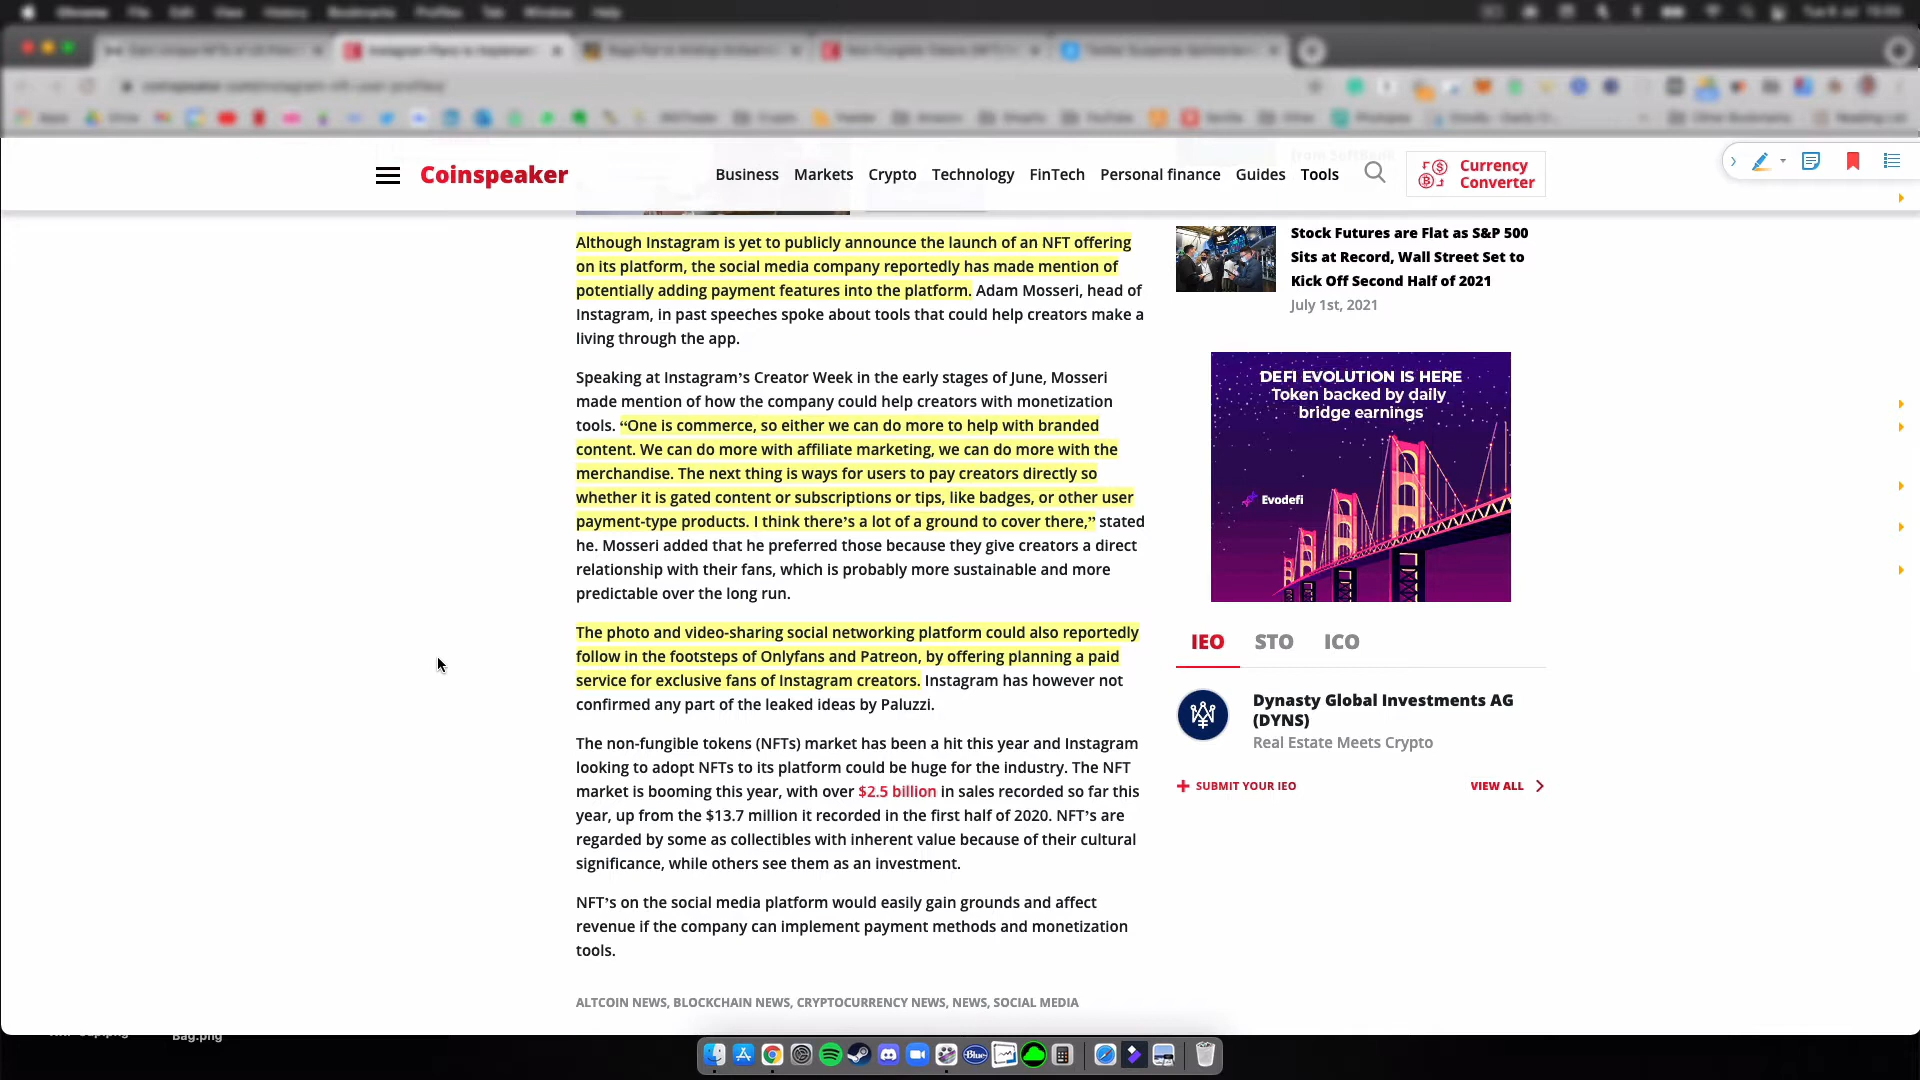 Coinspeaker
Business Markets Crypto Technology FinTech Personal finance Guides Tools
Currency
Converter
Although Instagram is yet to publicly announce the launch of an NFT offering
on its platform, the social media company reportedly has made mention of
potentially adding payment features into the platform. Adam Mosseri, head of
Instagram, in past speeches spoke about tools that could help creators make a
living through the app.
Speaking at Instagram’s Creator Week in the early stages of June, Mosseri
made mention of how the company could help creators with monetization
tools. “One is commerce, so either we can do more to help with branded
content. We can do more with affiliate marketing, we can do more with the
merchandise. The next thing is ways for users to pay creators directly so
whether it is gated content or subscriptions or tips, like badges, or other user
payment-type products. I think there’s a lot of a ground to cover there,” stated
he. Mosseri added that he preferred those because they give creators a direct
relationship with their fans, which is probably more sustainable and more
predictable over the long run.
The photo and video-sharing social networking platform could also reportedly
follow in the footsteps of Onlyfans and Patreon, by offering planning a paid
service for exclusive fans of Instagram creators. Instagram has however not
confirmed any part of the leaked ideas by Paluzzi.
The non-fungible tokens (NFTs) market has been a hit this year and Instagram
looking to adopt NFTs to its platform could be huge for the industry. The NFT
market is booming this year, with over $2.5 billion in sales recorded so far this
year, up from the $13.7 million it recorded in the first half of 2020. NFT’s are
regarded by some as collectibles with inherent value because of their cultural
significance, while others see them as an investment.
NFT’s on the social media platform would easily gain grounds and affect
revenue if the company can implement payment methods and monetization
tools.
ALTCOIN NEWS, BLOCKCHAIN NEWS, CRYPTOCURRENCY NEWS, NEWS, SOCIAL MEDIA
Stock Futures are Flat as S&P 500
Sits at Record, Wall Street Set to
Kick Off Second Half of 2021
July 1st, 2021
DEFI EVOLUTION IS HERE
Token backed by daily
bridge earnings
Evodefi
IEO STO ICO
Dynasty Global Investments AG
(DYNS)
Real Estate Meets Crypto
SUBMIT YOUR IEO
VIEW ALL
Bag.png